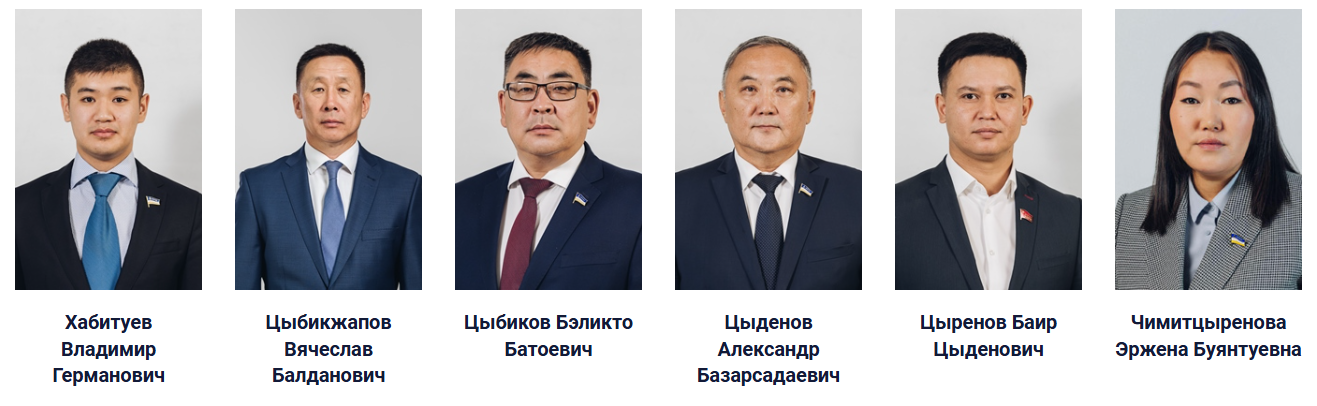 Хабитуев
Владимир
Германович
Цыбикжапов
Вячеслав
Балданович
Цыбиков Бэликто
Батоевич
Цыденов
Александр
Базарсадаевич
Цыренов Баир
Цыденович
Чимитцыренова
Эржена Буянтуевна